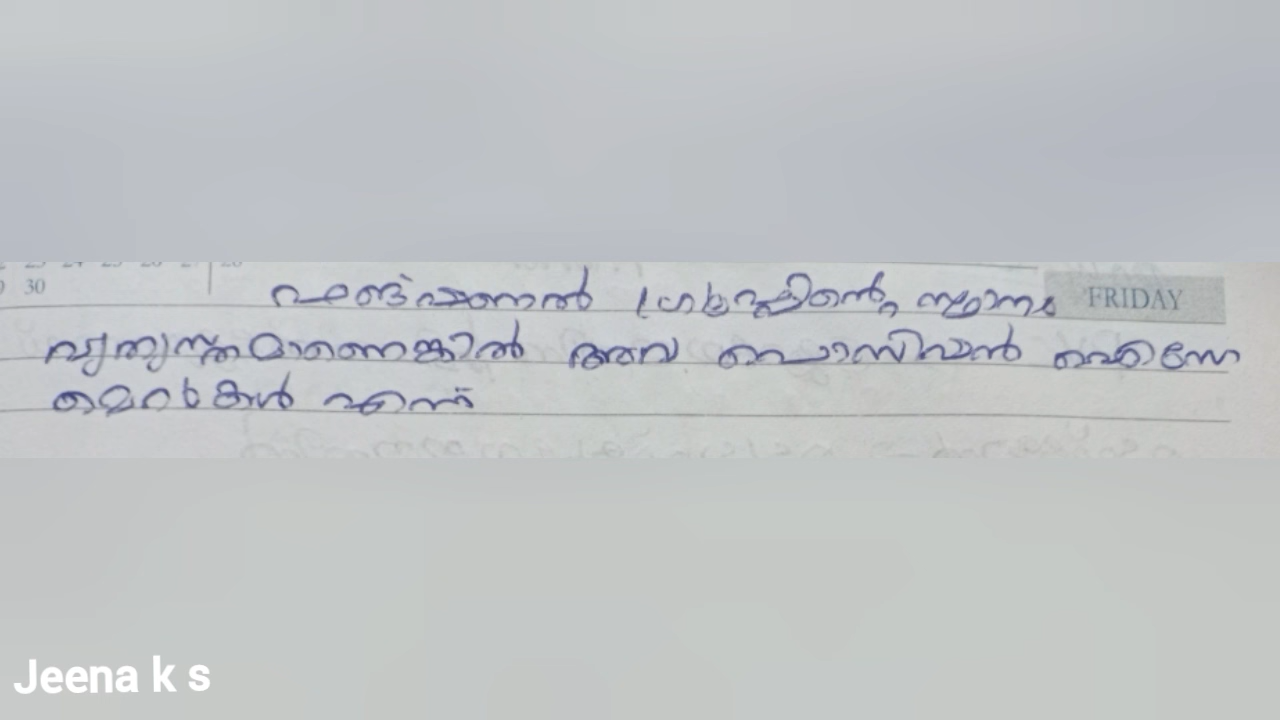 30
ഫങ്ഷണൽ ഗ്രൂപ്പിന്റെ സ്ഥാനം FRIDAY
വ്യത്യസ്തമാണെങ്കിൽ അവ പൊസിഷൻ ഐസോ
മെറുകൾ എന്ന്
Jeena k s